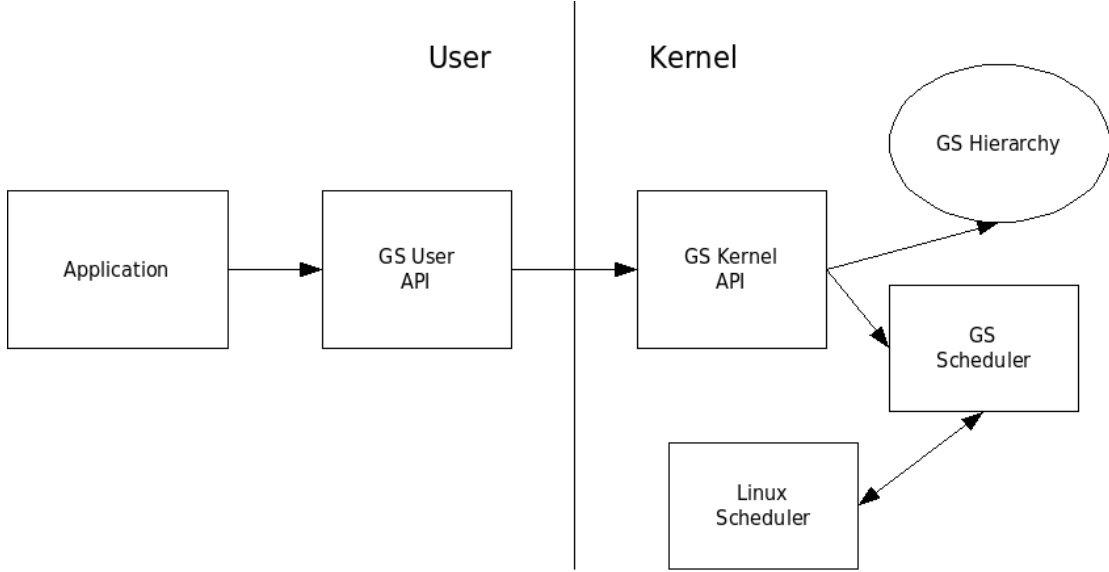 User
Kernel
GS Hierarchy
Application
GS User
API
GS Kernel
API
GS
Scheduler
Linux
Scheduler